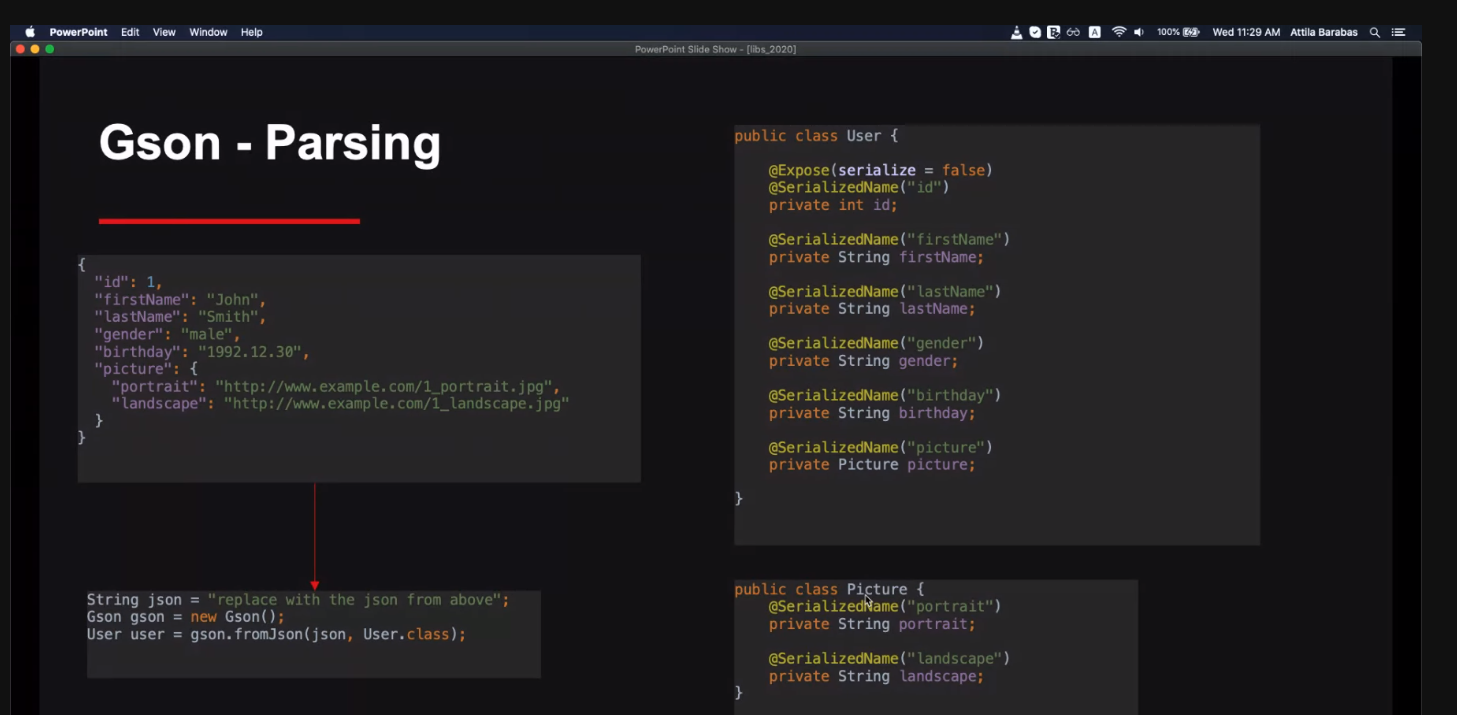 PowerPoint Edit View Window Help
A 100% Wed 11:29 AM Attila Barabas
PowerPoint Slide Show - [libs_2020]
Gson - Parsing
{
  "id": 1,
  "firstName": "John",
  "lastName": "Smith",
  "gender": "male",
  "birthday": "1992.12.30",
  "picture": {
    "portrait": "http://www.example.com/1_portrait.jpg",
    "landscape": "http://www.example.com/1_landscape.jpg"
  }
}
String json = "replace with the json from above";
Gson gson = new Gson();
User user = gson.fromJson(json, User.class);
public class User {
    @Expose(serialize = false)
    @SerializedName("id")
    private int id;
    @SerializedName("firstName")
    private String firstName;
    @SerializedName("lastName")
    private String lastName;
    @SerializedName("gender")
    private String gender;
    @SerializedName("birthday")
    private String birthday;
    @SerializedName("picture")
    private Picture picture;
}
public class Picture {
    @SerializedName("portrait")
    private String portrait;
    @SerializedName("landscape")
    private String landscape;
}